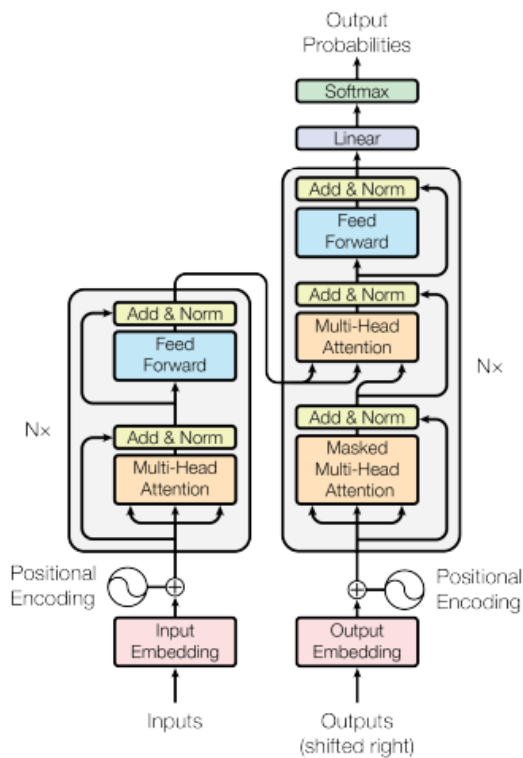 Output
Probabilities
Softmax
Linear
Add & Norm
Feed
Forward
Add & Norm
Multi-Head
Attention
Add & Norm
Masked
Multi-Head
Attention
N×
Add & Norm
Feed
Forward
Add & Norm
Multi-Head
Attention
N×
Positional
Encoding
Positional
Encoding
Input
Embedding
Output
Embedding
Inputs
Outputs
(shifted right)